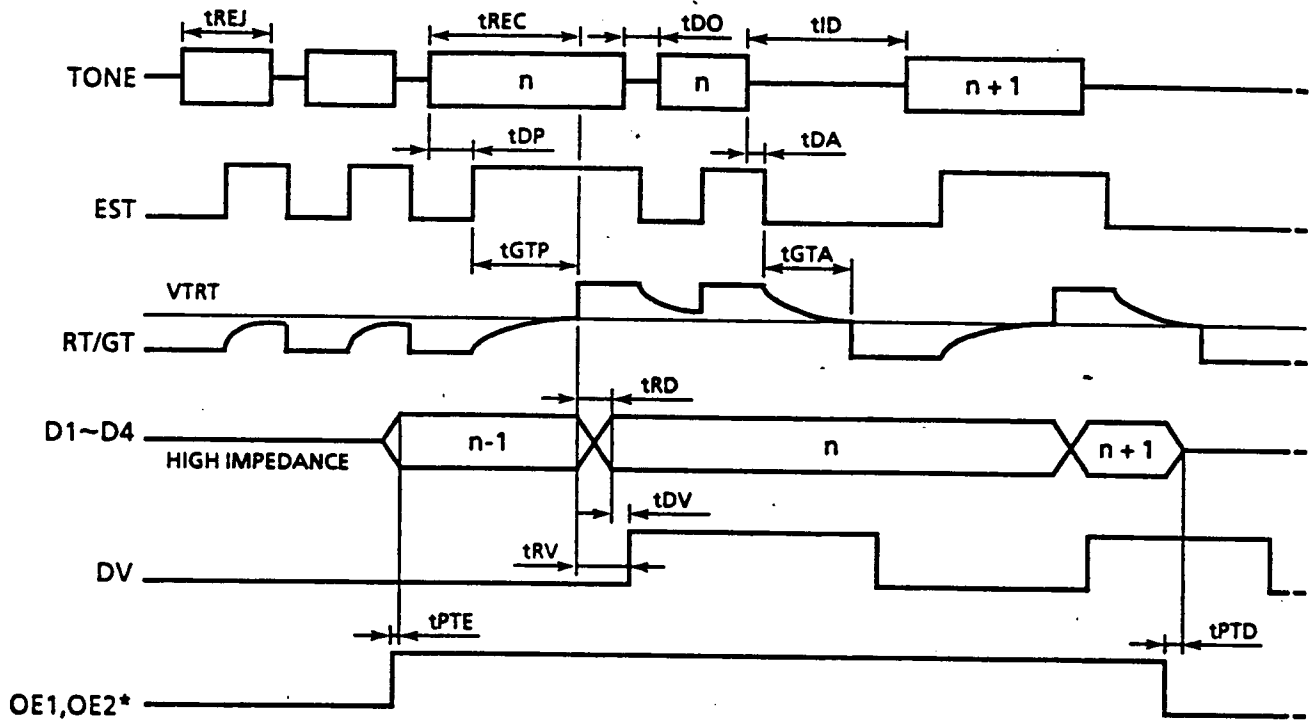 tREJ tREC tDO tID
TONE n n n + 1
tDP tDA
EST
tGTP tGTA
VTRT
RT/GT
tRD
D1~D4 n-1 n n + 1
HIGH IMPEDANCE
tDV
tRV
DV
tPTE tPTD
OE1,OE2*